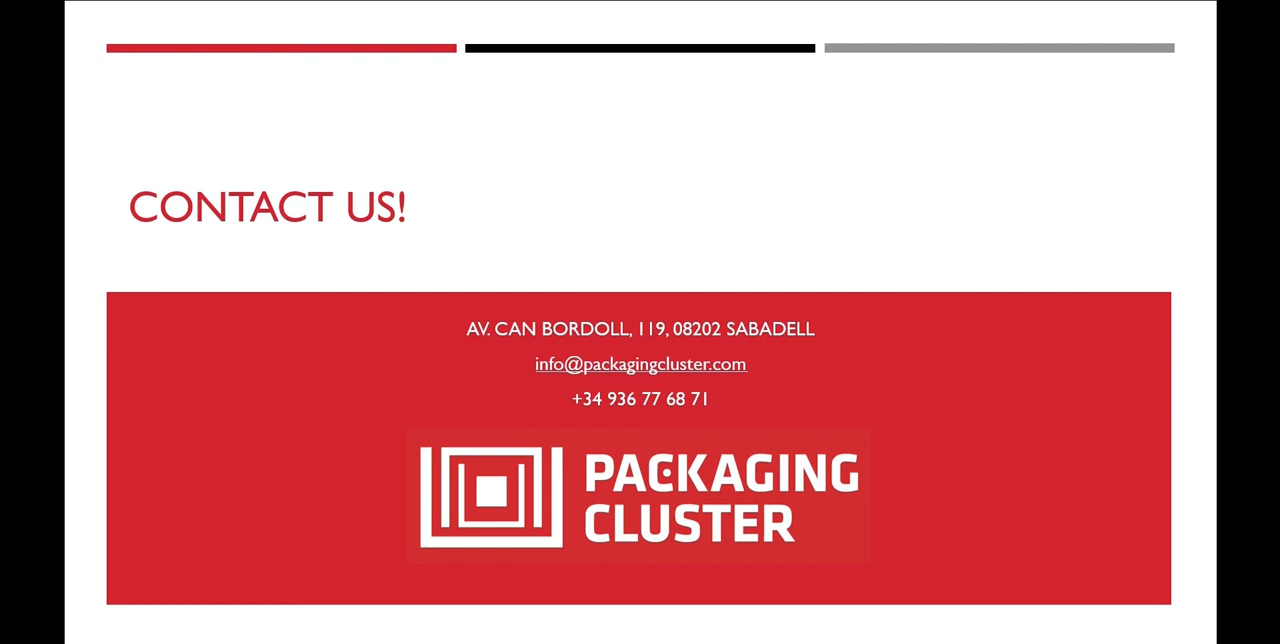 CONTACT US!
AV. CAN BORDOLL, 119, 08202 SABADELL
info@packagingcluster.com
+34 936 77 68 71
PACKAGING
CLUSTER